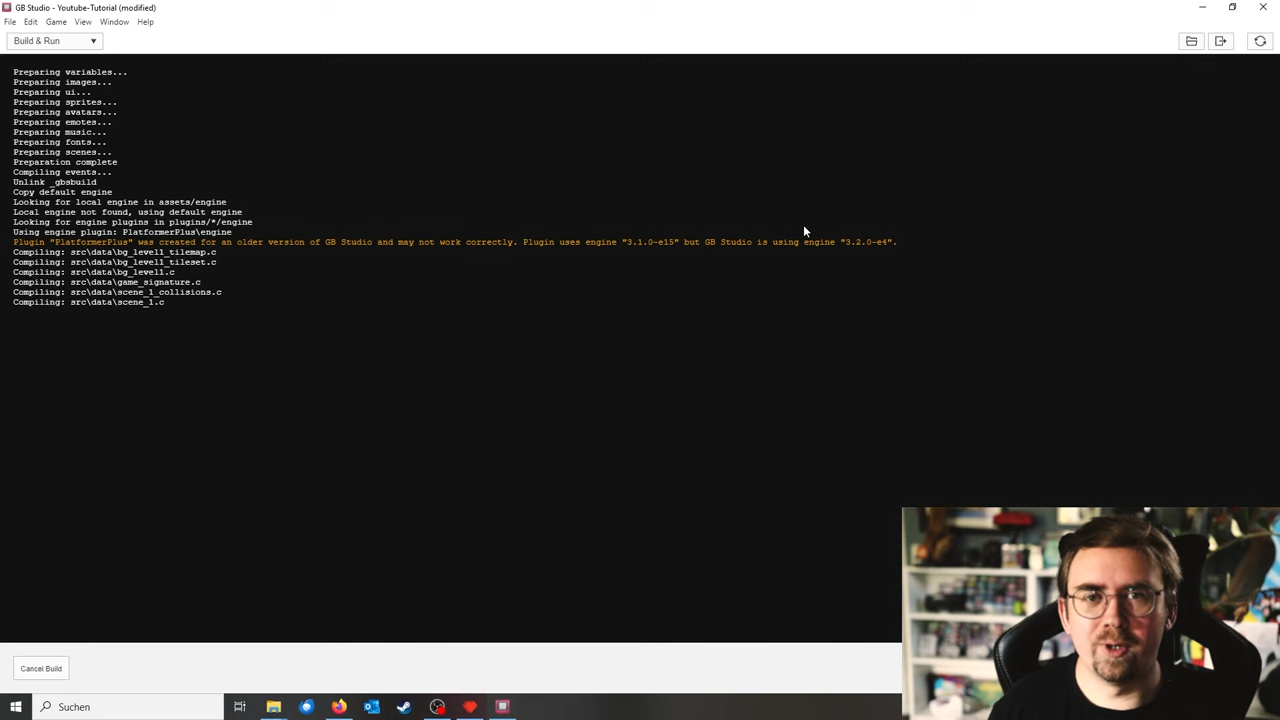 GB Studio - Youtube-Tutorial (modified)
File Edit Game View Window Help
Build & Run
Preparing variables...
Preparing images...
Preparing ui...
Preparing sprites...
Preparing avatars...
Preparing emotes...
Preparing music...
Preparing fonts...
Preparing scenes...
Preparation complete
Compiling events...
Unlink _gbsbuild
Copy default engine
Looking for local engine in assets/engine
Local engine not found, using default engine
Looking for engine plugins in plugins/*/engine
Using engine plugin: PlatformerPlus\engine
Plugin "PlatformerPlus" was created for an older version of GB Studio and may not work correctly. Plugin uses engine "3.1.0-e15" but GB Studio is using engine "3.2.0-e4".
Compiling: src\data\bg_level1_tilemap.c
Compiling: src\data\bg_level1_tileset.c
Compiling: src\data\bg_level1.c
Compiling: src\data\game_signature.c
Compiling: src\data\scene_1_collisions.c
Compiling: src\data\scene_1.c
Cancel Build
Suchen